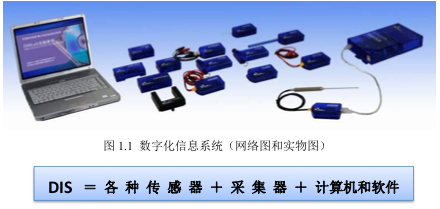 图 1.1 数字化信息系统（网络图和实物图）
DIS ＝ 各 种 传 感 器 ＋ 采 集 器 ＋ 计算机和软件